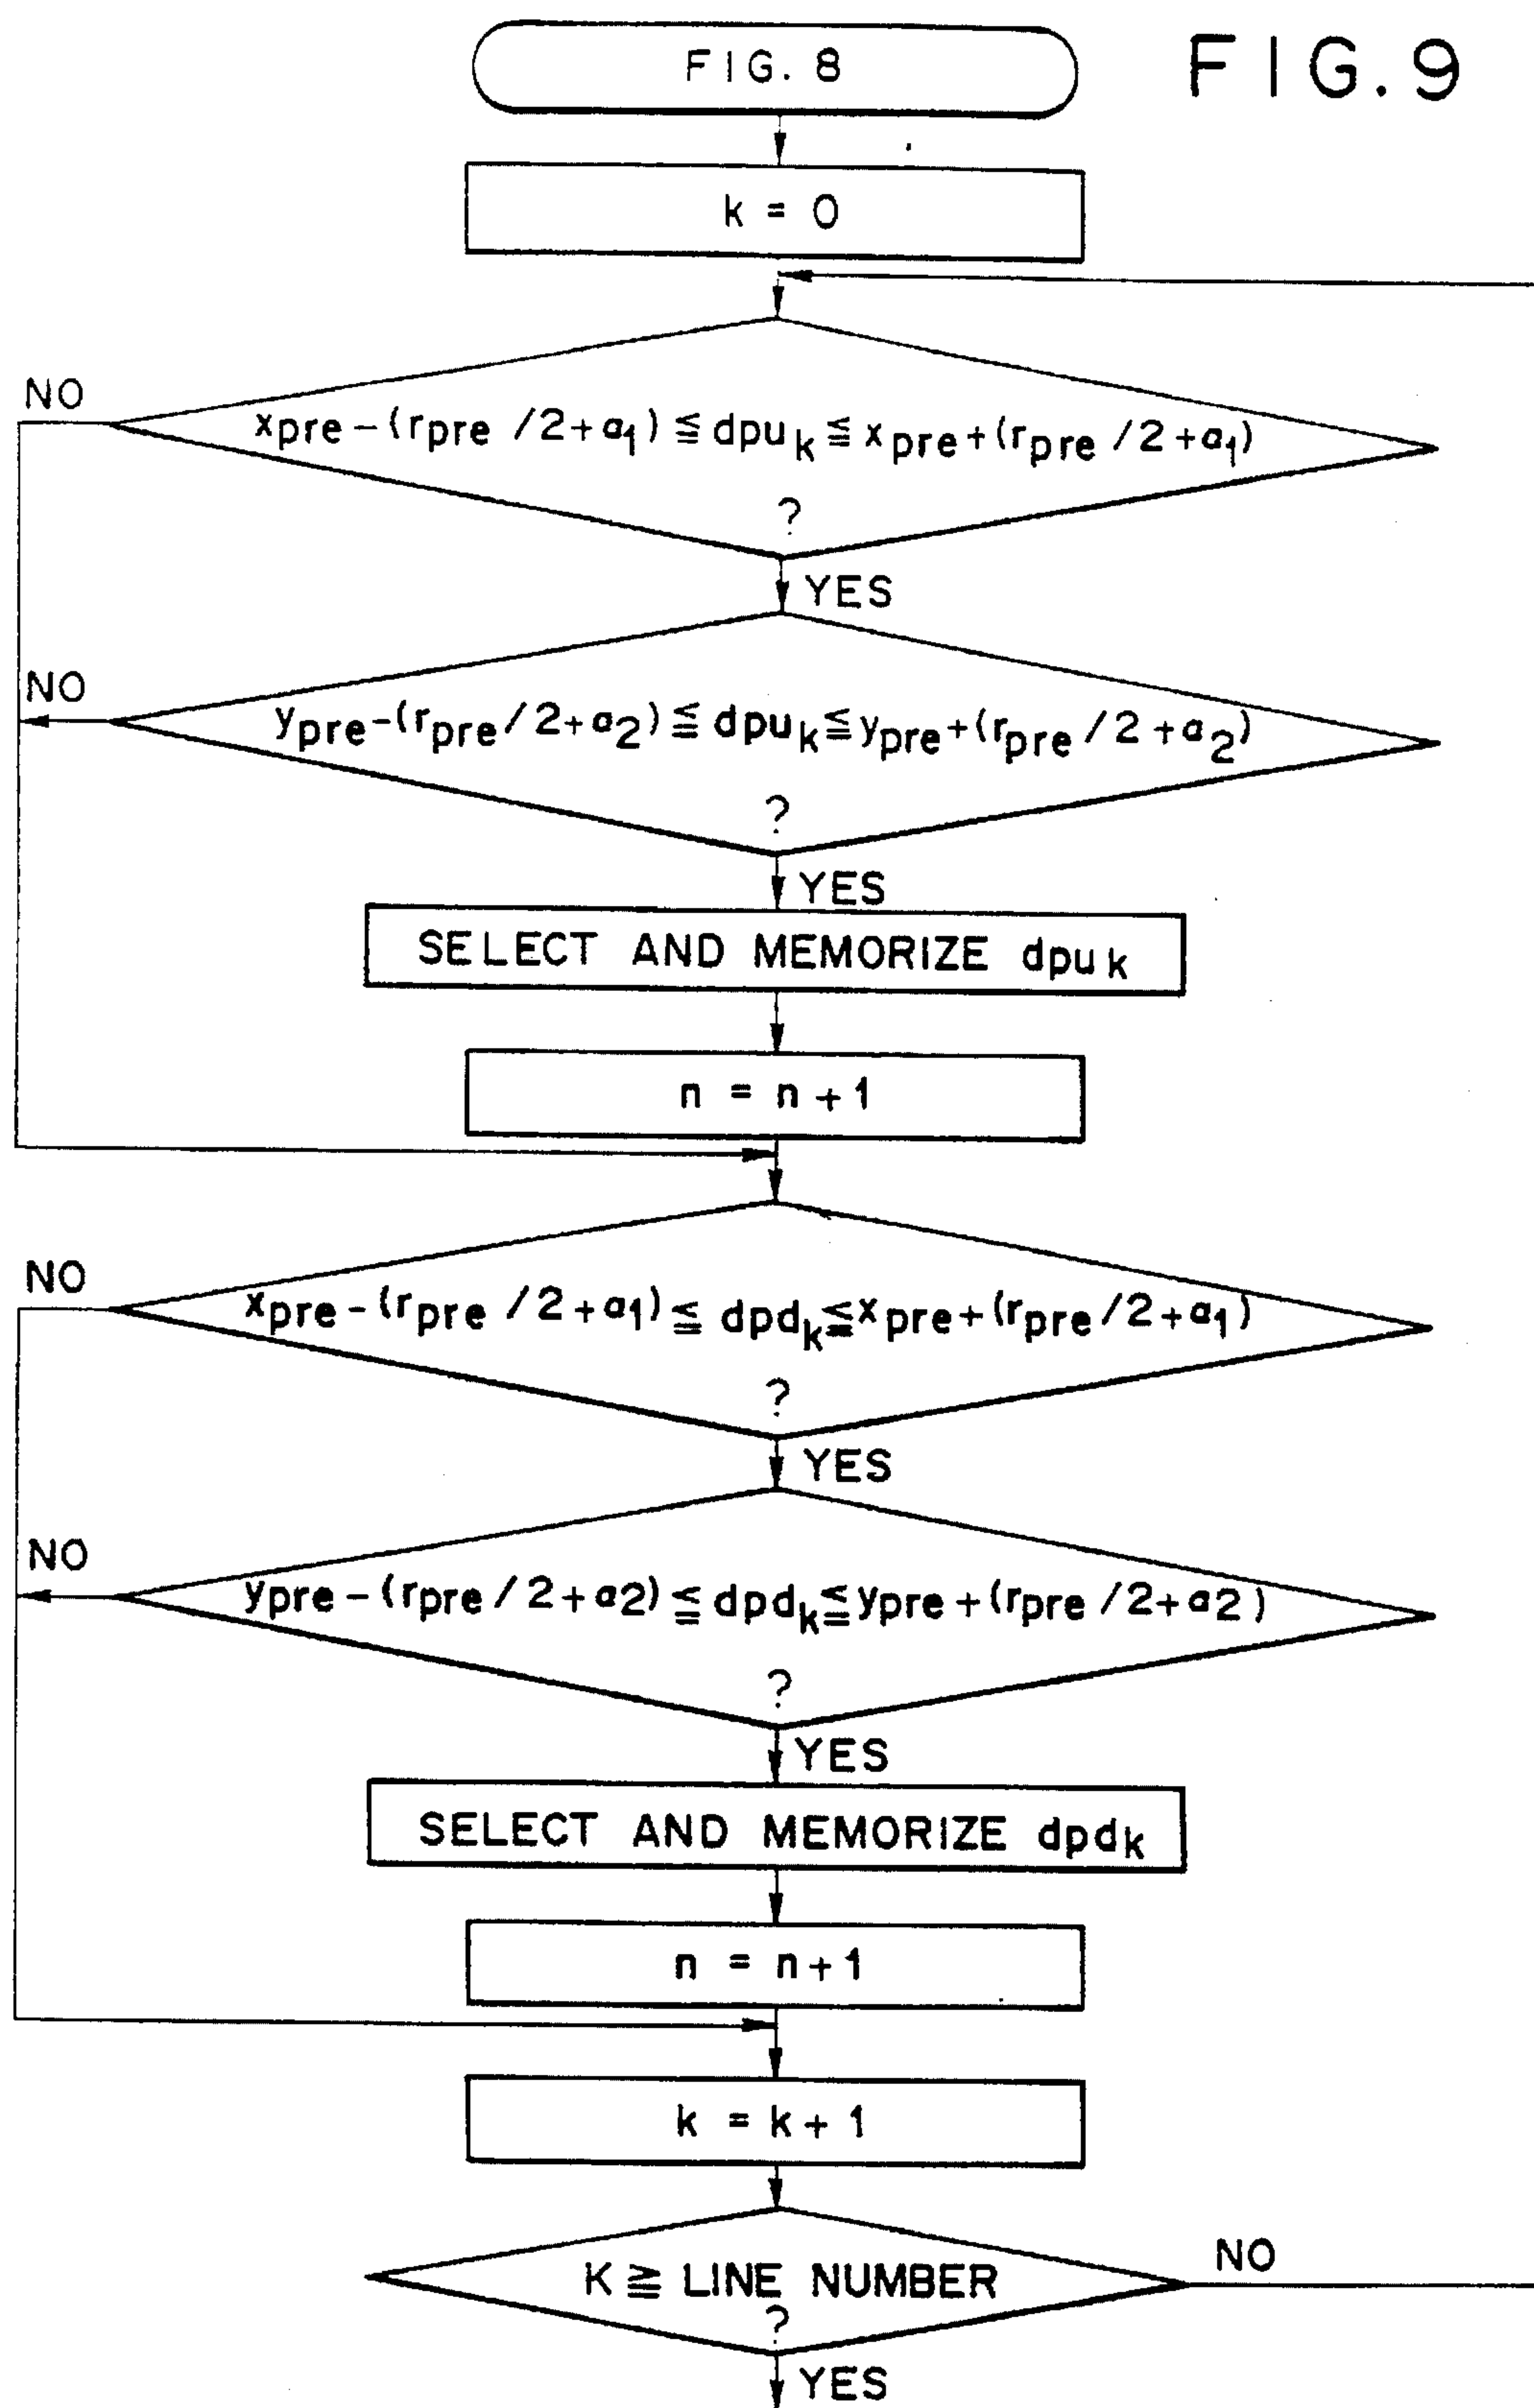 FIG. 8
FIG. 9
k = 0
NO
xpre-(rpre /2+a1) ≦ dpuk ≦ xpre+(rpre /2+a1)
?
YES
NO
ypre-(rpre /2+a2) ≦ dpuk ≦ ypre+(rpre /2+a2)
?
YES
SELECT AND MEMORIZE dpuk
n = n+1
NO
xpre-(rpre /2+a1) ≦ dpdk ≦ xpre+(rpre /2+a1)
?
YES
NO
ypre-(rpre /2+a2) ≦ dpdk ≦ ypre+(rpre /2+a2)
?
YES
SELECT AND MEMORIZE dpdk
n = n+1
k = k+1
NO
K ≧ LINE NUMBER
?
YES